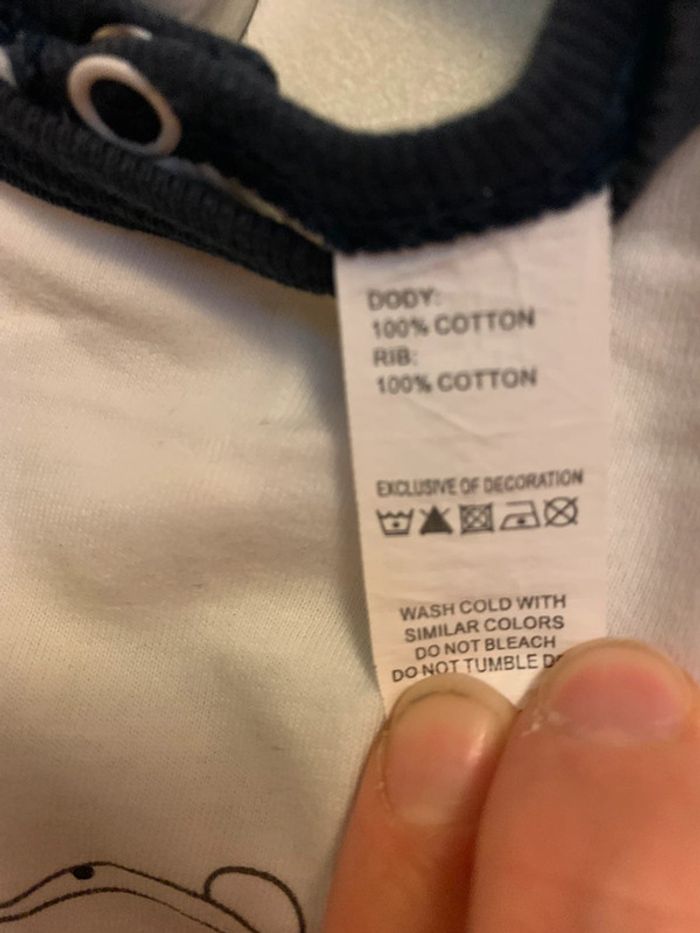 DODY:
100% COTTON
RIB:
100% COTTON
EXCLUSIVE OF DECORATION
WASH COLD WITH
SIMILAR COLORS
DO NOT BLEACH
DO NOT TUMBLE